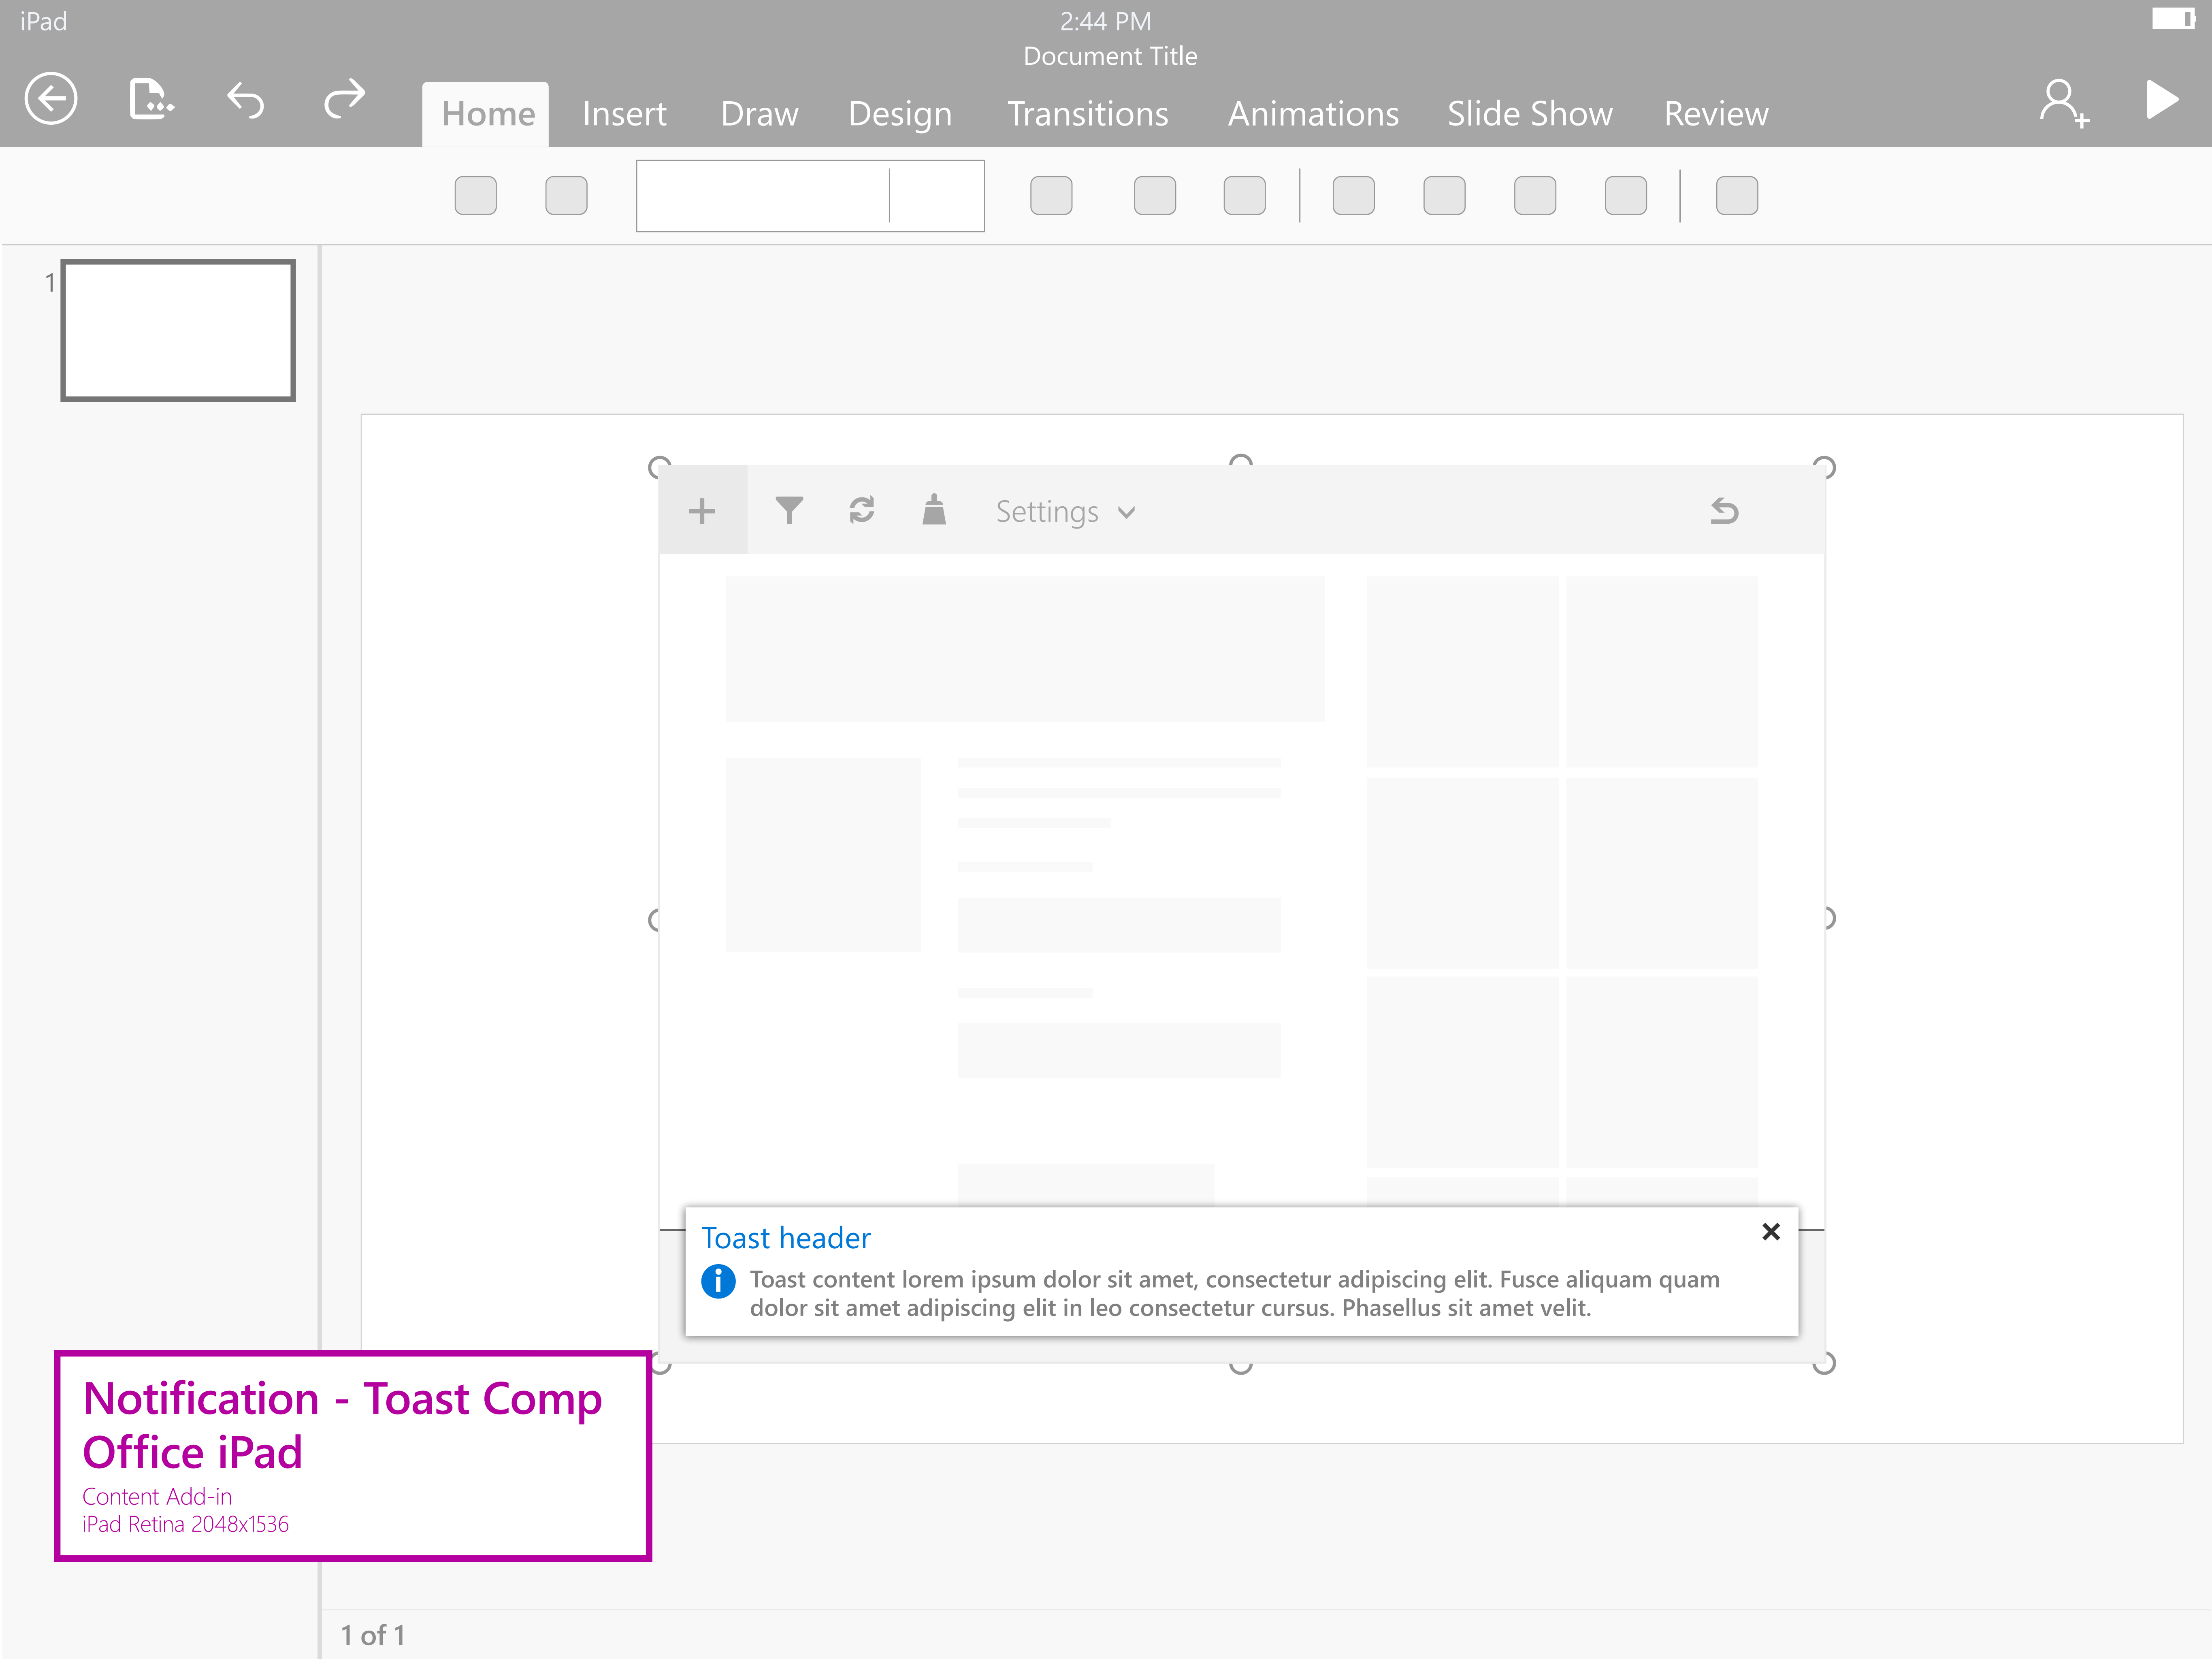 iPad
2:44 PM
Document Title
Home Insert Draw Design Transitions Animations Slide Show Review
1
Settings
Toast header
Toast content lorem ipsum dolor sit amet, consectetur adipiscing elit. Fusce aliquam quam
dolor sit amet adipiscing elit in leo consectetur cursus. Phasellus sit amet velit.
Notification - Toast Comp
Office iPad
Content Add-in
iPad Retina 2048x1536
1 of 1